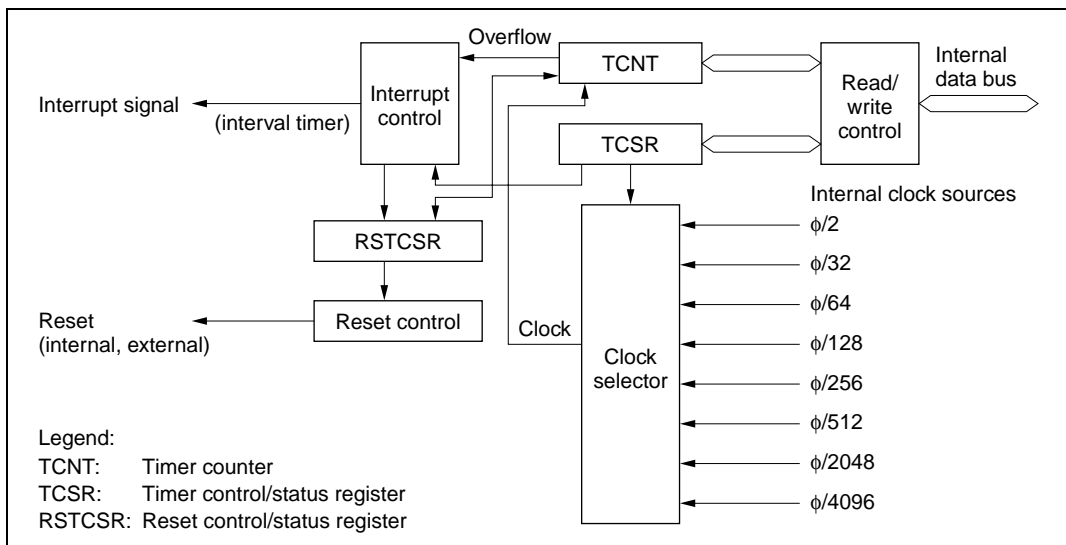 Overflow
TCNT
Internal
data bus
Read/
write
control
Interrupt signal
(interval timer)
Interrupt
control
TCSR
Internal clock sources
RSTCSR
ϕ/2
ϕ/32
ϕ/64
ϕ/128
ϕ/256
ϕ/512
ϕ/2048
ϕ/4096
Reset
(internal, external)
Reset control
Clock
Clock
selector
Legend:
TCNT: Timer counter
TCSR: Timer control/status register
RSTCSR: Reset control/status register